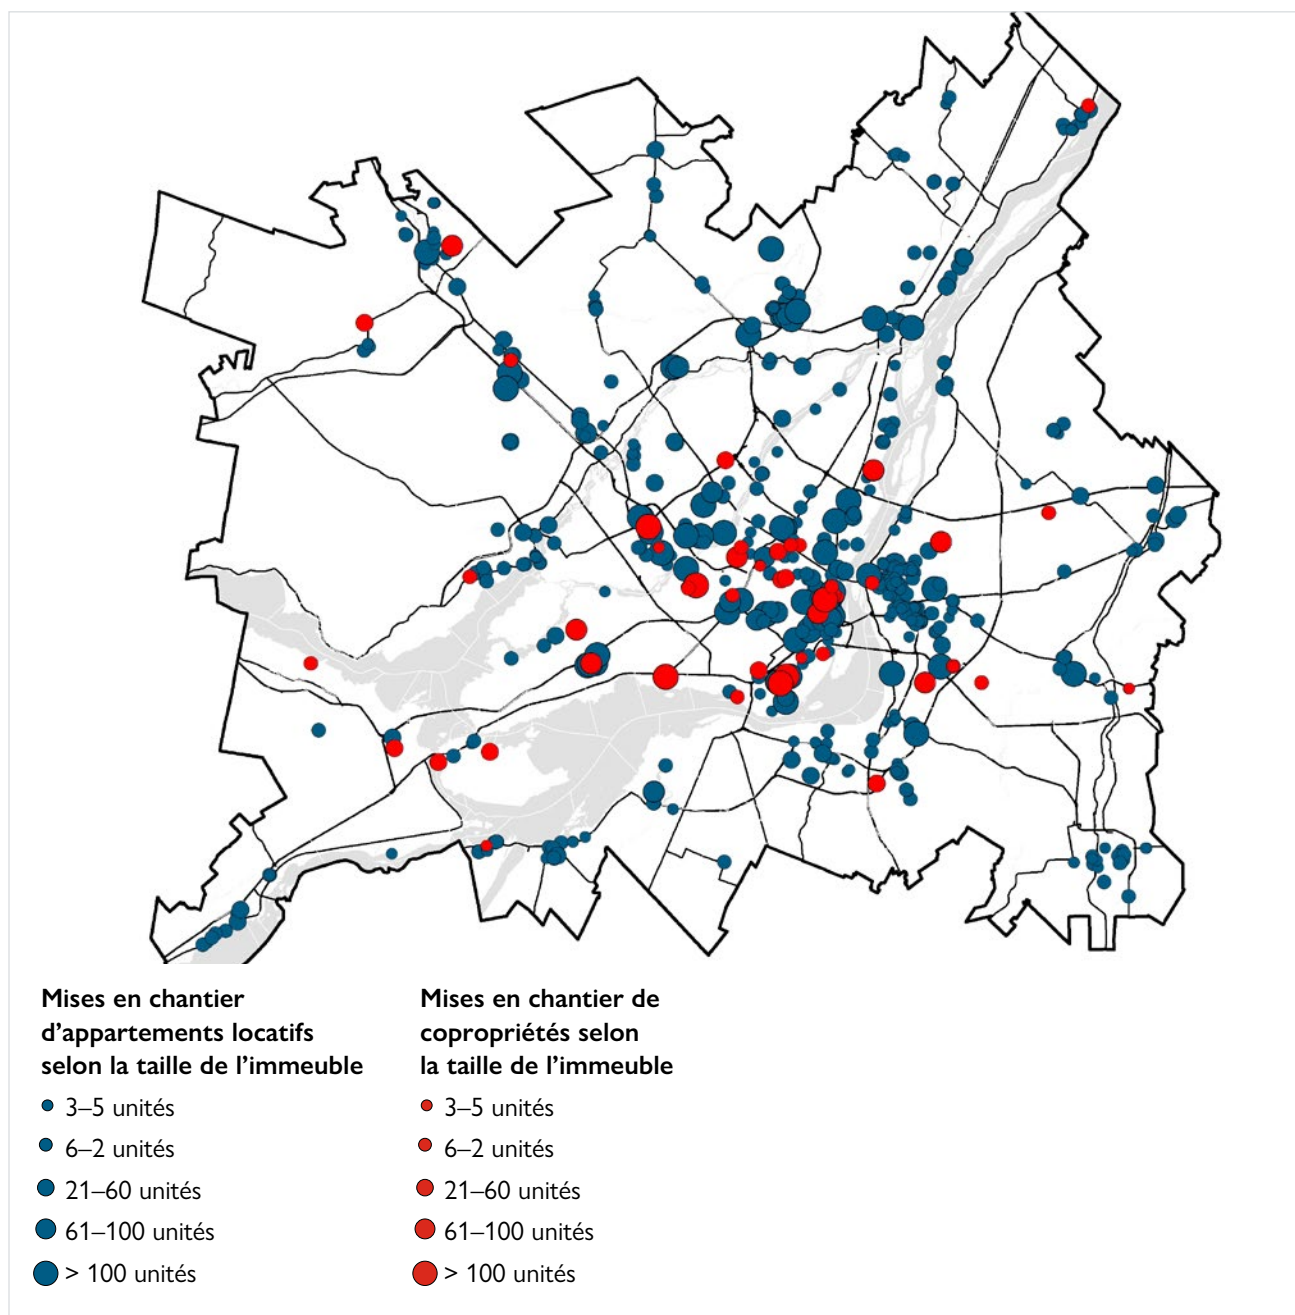 Mises en chantier
d’appartements locatifs
selon la taille de l’immeuble
3–5 unités
6–2 unités
21–60 unités
61–100 unités
> 100 unités
Mises en chantier de
copropriétés selon
la taille de l’immeuble
3–5 unités
6–2 unités
21–60 unités
61–100 unités
> 100 unités